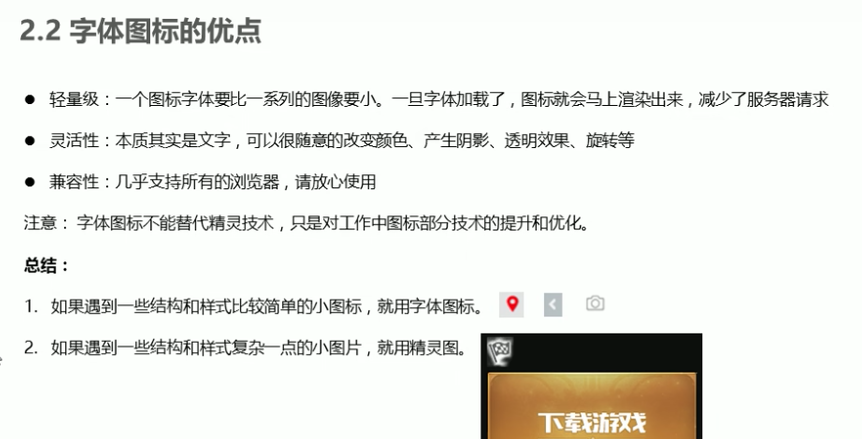 2.2 字体图标的优点
● 轻量级：一个图标字体要比一系列的图像要小。一旦字体加载了，图标就会马上渲染出来，减少了服务器请求
● 灵活性：本质其实是文字，可以很随意的改变颜色、产生阴影、透明效果、旋转等
● 兼容性：几乎支持所有的浏览器，请放心使用
注意： 字体图标不能替代精灵技术，只是对工作中图标部分技术的提升和优化。
总结：
1. 如果遇到一些结构和样式比较简单的小图标，就用字体图标。
2. 如果遇到一些结构和样式复杂一点的小图片，就用精灵图。
下载游戏